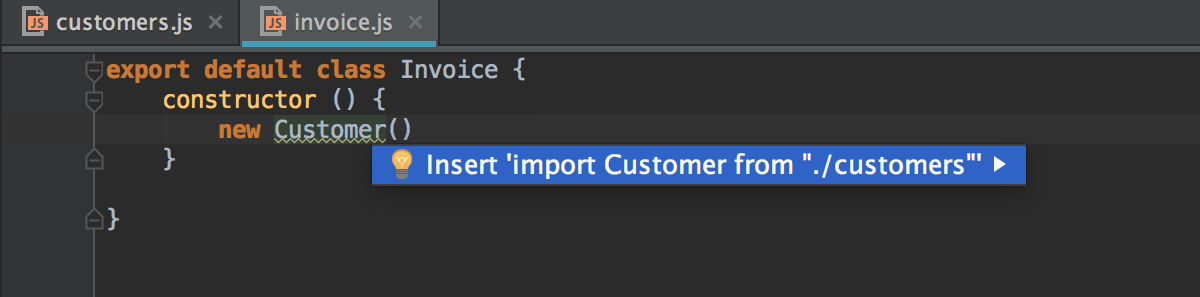 JS customers.js × JS invoice.js ×
export default class Invoice {
constructor () {
new Customer()
Insert 'import Customer from "./customers"'
}
}